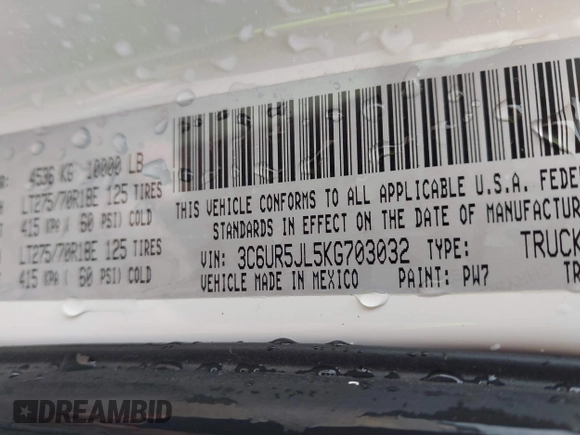 4536 KG 10000 LB
LT275/70R18E 125 TIRES
415 KPA ( 60 PSI) COLD
LT275/70R18E 125 TIRES
415 KPA ( 60 PSI) COLD
THIS VEHICLE CONFORMS TO ALL APPLICABLE U.S.A. FEDE
STANDARDS IN EFFECT ON THE DATE OF MANUFACTUR
VIN: 3C6UR5JL5KG703032 TYPE: TRUCK
VEHICLE MADE IN MEXICO PAINT: PW7 TR
DREAMBID